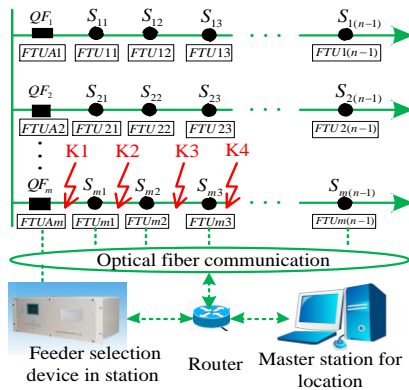 QF₁ S₁₁ S₁₂ S₁₃ S₁₍ₙ₋₁₎
FTUA1 FTU11 FTU12 FTU13 FTU1(n−1)
QF₂ S₂₁ S₂₂ S₂₃ S₂₍ₙ₋₁₎
FTUA2 FTU21 FTU22 FTU23 FTU2(n−1)
K1 K2 K3 K4
QFₘ Sₘ₁ Sₘ₂ Sₘ₃ Sₘ₍ₙ₋₁₎
FTUAm FTUm1 FTUm2 FTUm3 FTUm(n−1)
Optical fiber communication
Feeder selection
device in station
Router
Master station for
location